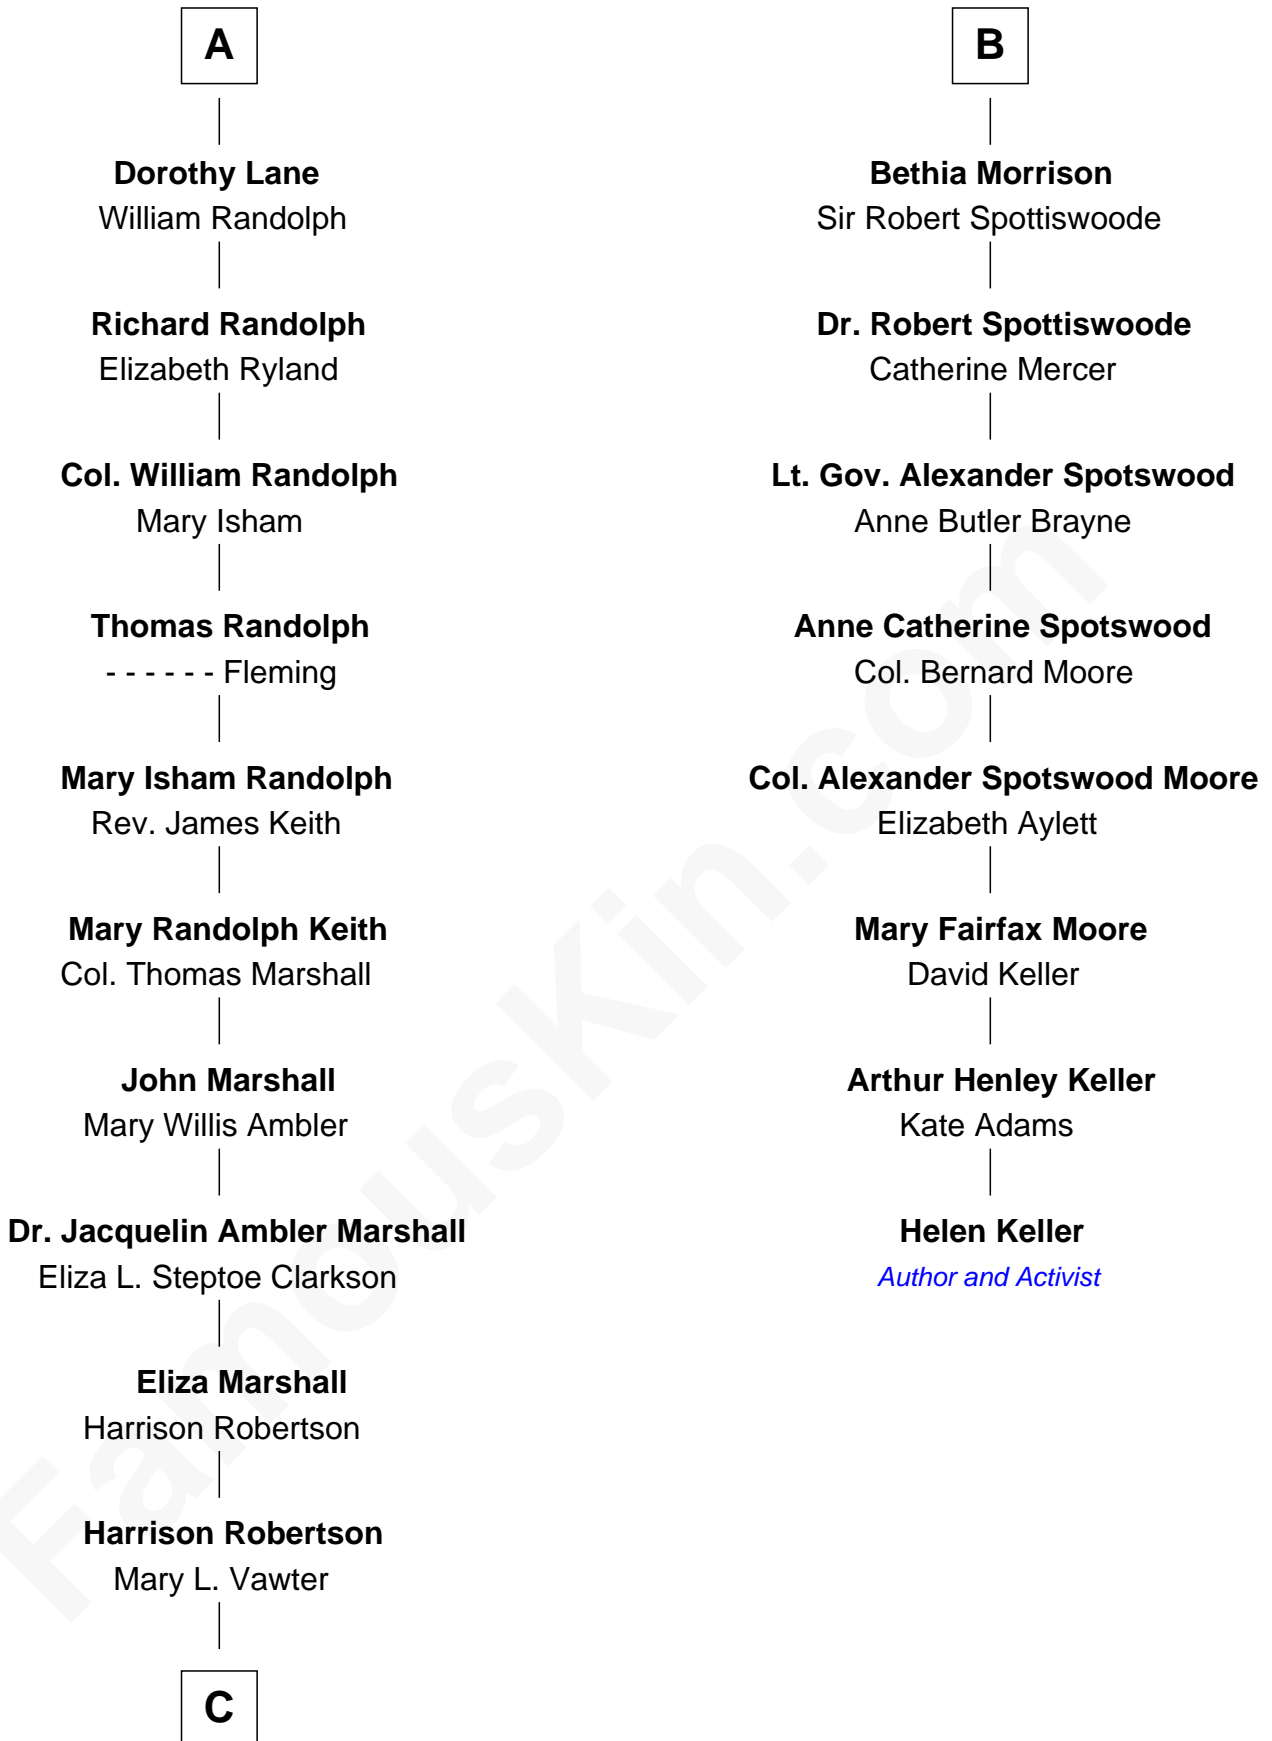 A
Dorothy Lane
William Randolph
Richard Randolph
Elizabeth Ryland
Col. William Randolph
Mary Isham
Thomas Randolph
- - - - - - Fleming
Mary Isham Randolph
Rev. James Keith
Mary Randolph Keith
Col. Thomas Marshall
John Marshall
Mary Willis Ambler
Dr. Jacquelin Ambler Marshall
Eliza L. Steptoe Clarkson
Eliza Marshall
Harrison Robertson
Harrison Robertson
Mary L. Vawter
C
B
Bethia Morrison
Sir Robert Spottiswoode
Dr. Robert Spottiswoode
Catherine Mercer
Lt. Gov. Alexander Spotswood
Anne Butler Brayne
Anne Catherine Spotswood
Col. Bernard Moore
Col. Alexander Spotswood Moore
Elizabeth Aylett
Mary Fairfax Moore
David Keller
Arthur Henley Keller
Kate Adams
Helen Keller
Author and Activist
FamousKin.com